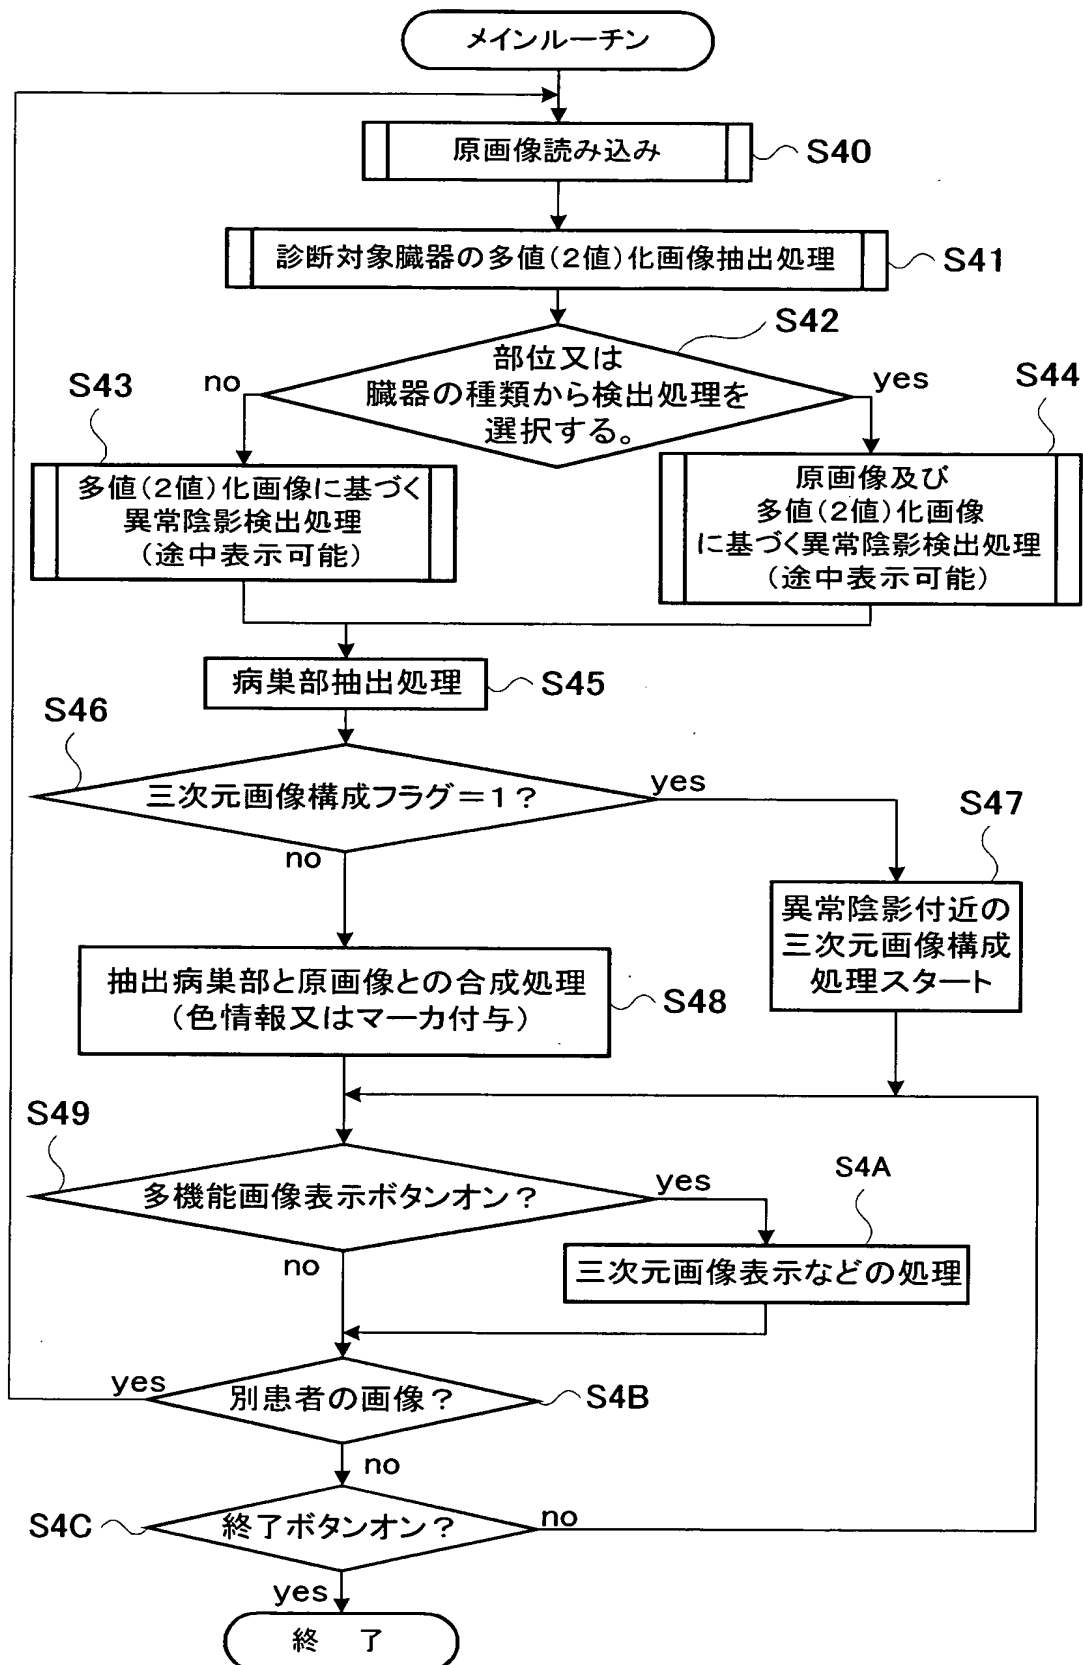 メインルーチン
原画像読み込み
S40
診断対象臓器の多値(2値)化画像抽出処理
S41
S42
部位又は
臓器の種類から検出処理を
選択する。
no
yes
S43
多値(2値)化画像に基づく
異常陰影検出処理
(途中表示可能)
S44
原画像及び
多値(2値)化画像
に基づく異常陰影検出処理
(途中表示可能)
病巣部抽出処理
S45
S46
三次元画像構成フラグ=1?
yes
no
S47
異常陰影付近の
三次元画像構成
処理スタート
抽出病巣部と原画像との合成処理
(色情報又はマーカ付与)
S48
S49
多機能画像表示ボタンオン?
yes
no
S4A
三次元画像表示などの処理
別患者の画像?
yes
S4B
no
S4C
終了ボタンオン?
no
yes
終 了